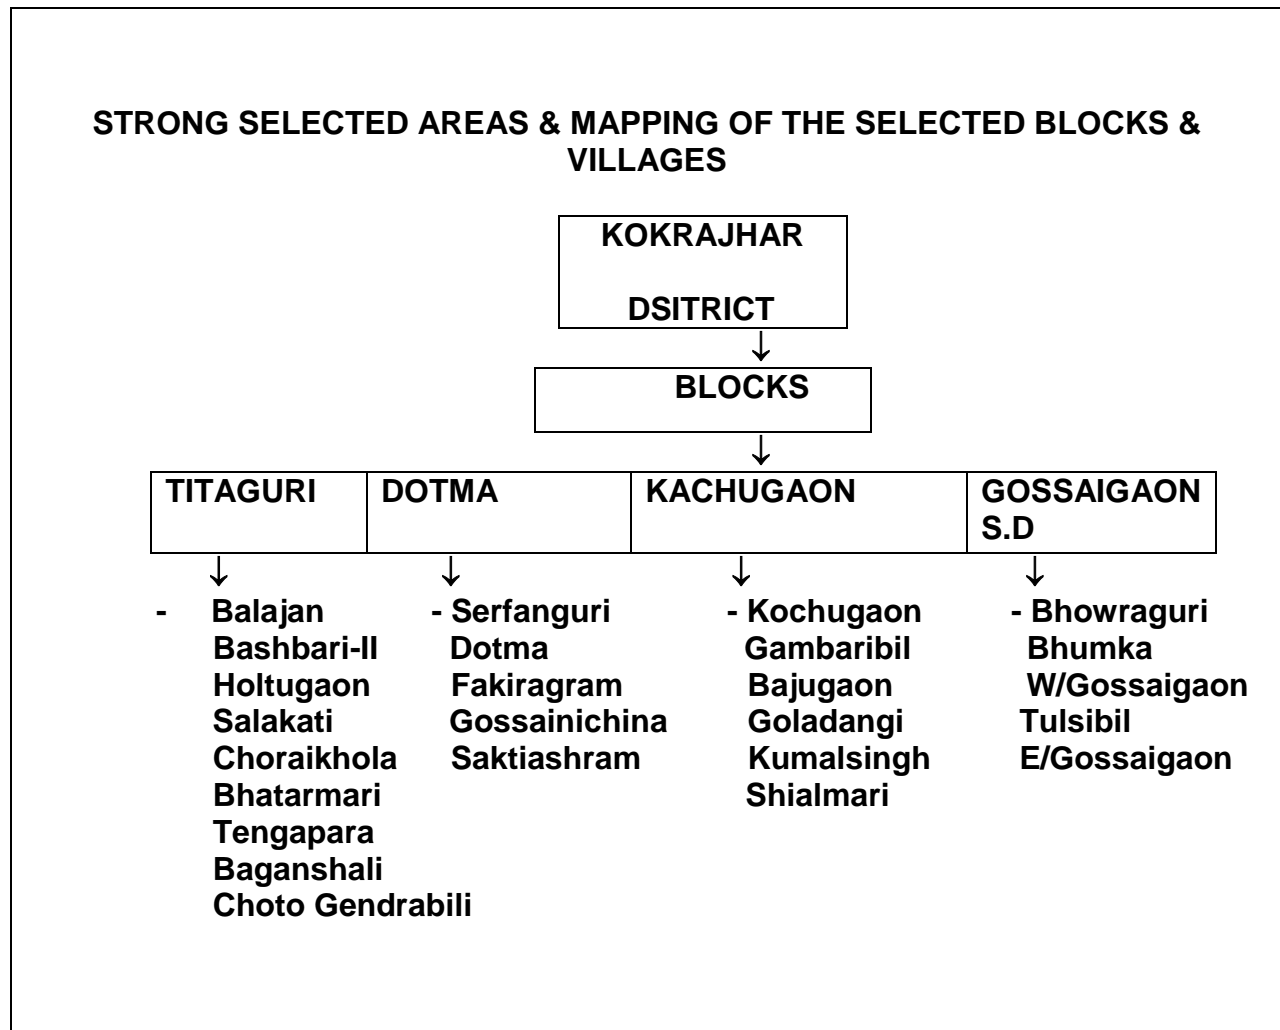 STRONG SELECTED AREAS & MAPPING OF THE SELECTED BLOCKS &
VILLAGES
KOKRAJHAR
DSITRICT
↓
BLOCKS
↓
TITAGURI
DOTMA
KACHUGAON
GOSSAIGAON
S.D
↓ ↓ ↓ ↓
- Balajan
Bashbari-II
Holtugaon
Salakati
Choraikhola
Bhatarmari
Tengapara
Baganshali
Choto Gendrabili
- Serfanguri
Dotma
Fakiragram
Gossainichina
Saktiashram
- Kochugaon
Gambaribil
Bajugaon
Goladangi
Kumalsingh
Shialmari
- Bhowraguri
Bhumka
W/Gossaigaon
Tulsibil
E/Gossaigaon